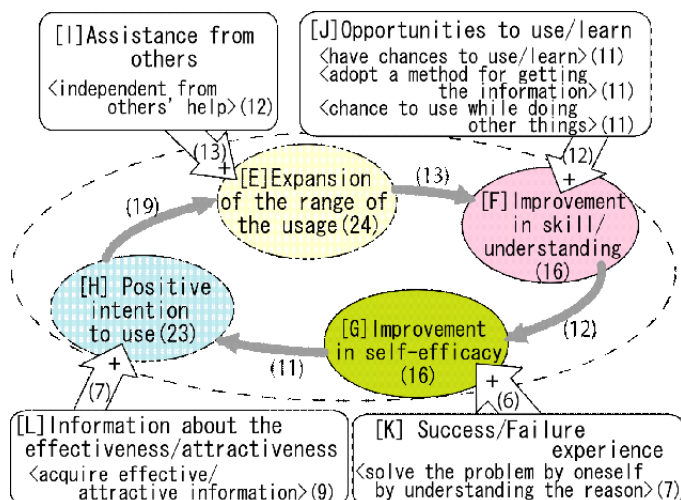 [I]Assistance from
others
<independent from
others' help>(12)
[J]Opportunities to use/learn
<have chances to use/learn>(11)
<adopt a method for getting
the information>(11)
<chance to use while doing
other things>(11)
(13)
+
(12)
+
[E]Expansion
of the range of
the usage(24)
(13)
(19)
[F]Improvement
in skill/
understanding
(16)
[H] Positive
intention
to use(23)
[G]Improvement
in self-efficacy
(16)
(12)
(11)
+
(7)
+
(6)
[L]Information about the
effectiveness/attractiveness
<acquire effective/
attractive information>(9)
[K] Success/Failure
experience
<solve the problem by oneself
by understanding the reason>(7)